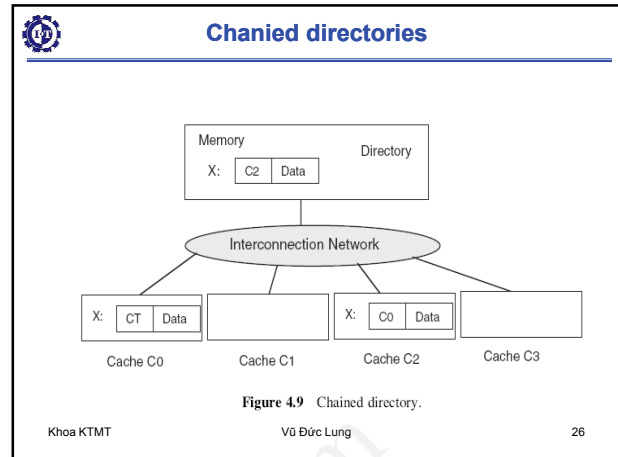 Chanied directories
Memory
Directory
X: C2 Data
Interconnection Network
X: CT Data
X: C0 Data
Cache C0
Cache C1
Cache C2
Cache C3
Figure 4.9 Chained directory.
Khoa KTMT
Vũ Đức Lung
26